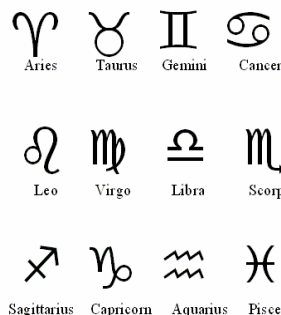 Aries Taurus Gemini Cancer
Leo Virgo Libra Scorp
Sagittarius Capricorn Aquarius Pisce